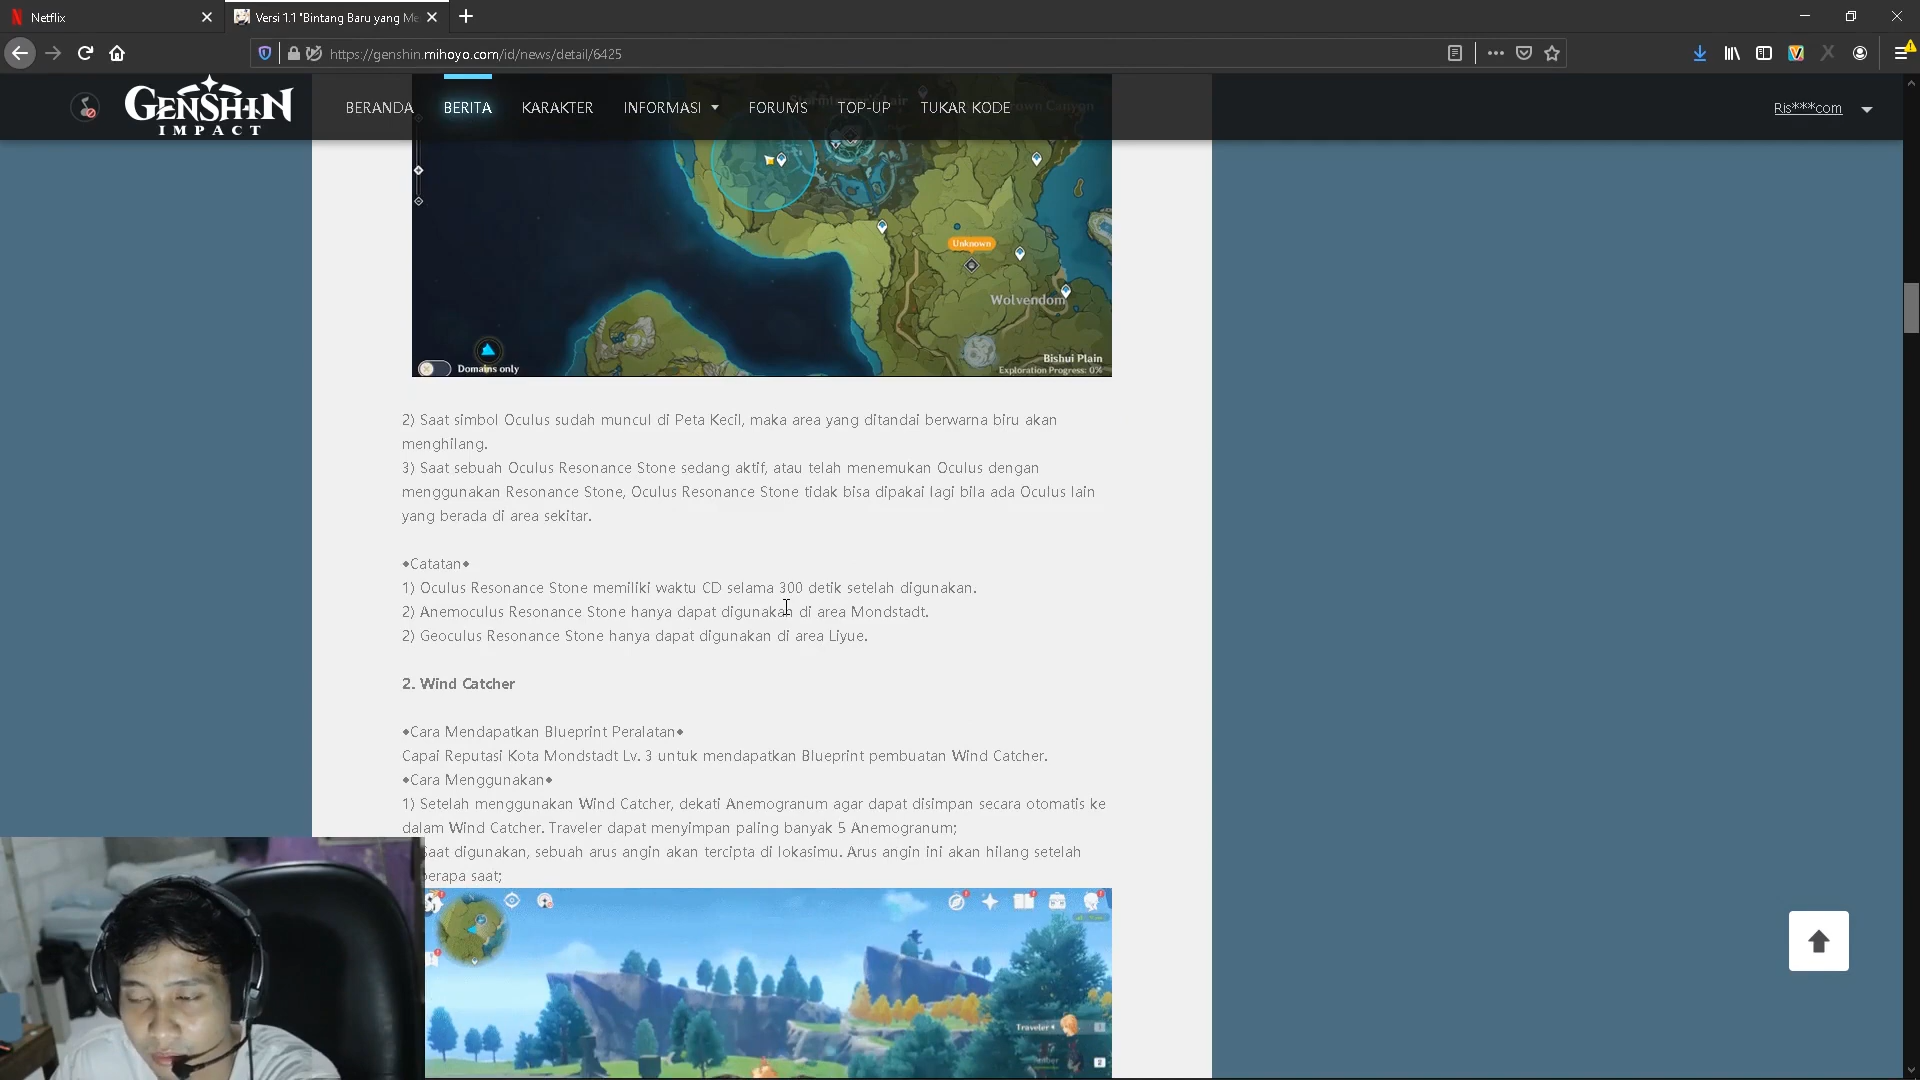 Netflix
Versi 1.1 "Bintang Baru yang Me
https://genshin.mihoyo.com/id/news/detail/6425
GENSHIN
IMPACT
BERANDA
BERITA
KARAKTER
INFORMASI
FORUMS
TOP-UP
TUKAR KODE
Ris***com
Unknown
Wolvendom
Bishui Plain
Exploration Progress: 0%
Domains only
2) Saat simbol Oculus sudah muncul di Peta Kecil, maka area yang ditandai berwarna biru akan
menghilang.
3) Saat sebuah Oculus Resonance Stone sedang aktif, atau telah menemukan Oculus dengan
menggunakan Resonance Stone, Oculus Resonance Stone tidak bisa dipakai lagi bila ada Oculus lain
yang berada di area sekitar.
◆Catatan◆
1) Oculus Resonance Stone memiliki waktu CD selama 300 detik setelah digunakan.
2) Anemoculus Resonance Stone hanya dapat digunakan di area Mondstadt.
2) Geoculus Resonance Stone hanya dapat digunakan di area Liyue.
2. Wind Catcher
◆Cara Mendapatkan Blueprint Peralatan◆
Capai Reputasi Kota Mondstadt Lv. 3 untuk mendapatkan Blueprint pembuatan Wind Catcher.
◆Cara Menggunakan◆
1) Setelah menggunakan Wind Catcher, dekati Anemogranum agar dapat disimpan secara otomatis ke
dalam Wind Catcher. Traveler dapat menyimpan paling banyak 5 Anemogranum;
Saat digunakan, sebuah arus angin akan tercipta di lokasimu. Arus angin ini akan hilang setelah
berapa saat;
Traveler